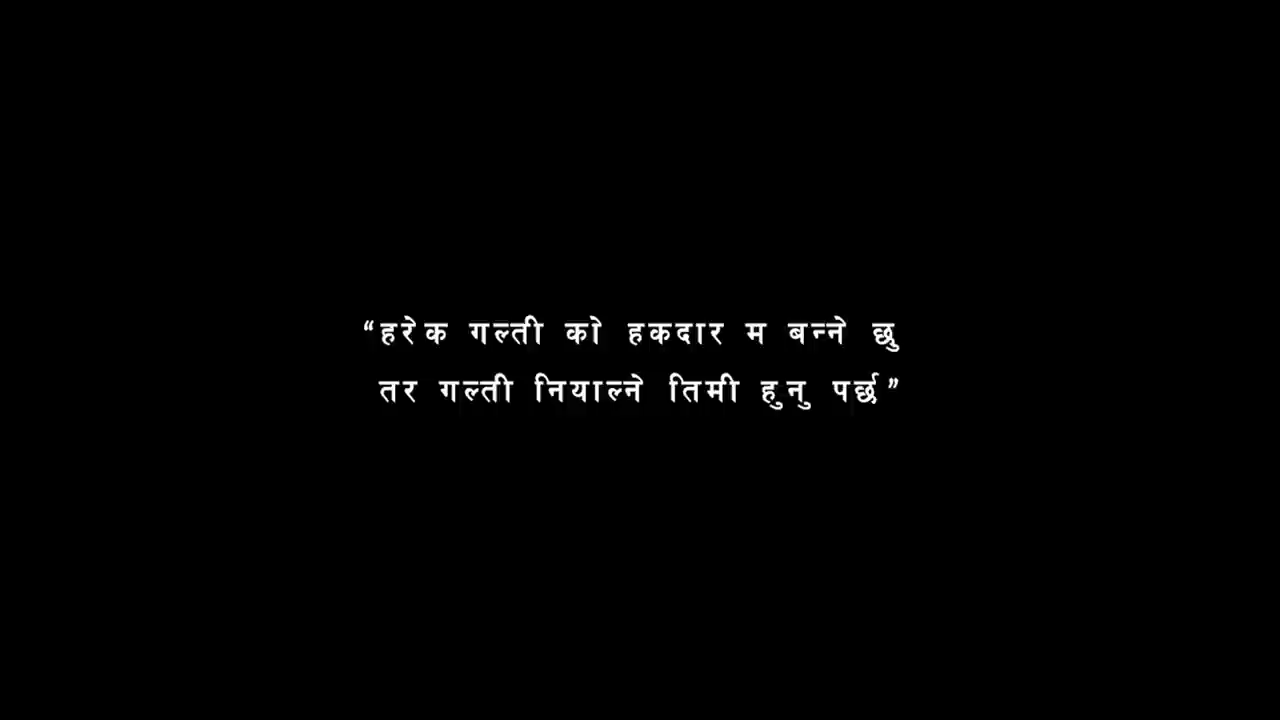 “हरेक गल्ती को हकदार म बन्ने छु
तर गल्ती नियाल्ने तिमी हुनु पर्छ”